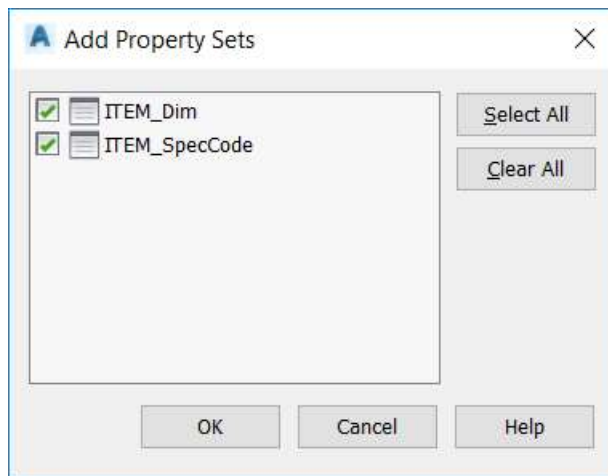 Add Property Sets
ITEM_Dim
ITEM_SpecCode
Select All
Clear All
OK
Cancel
Help